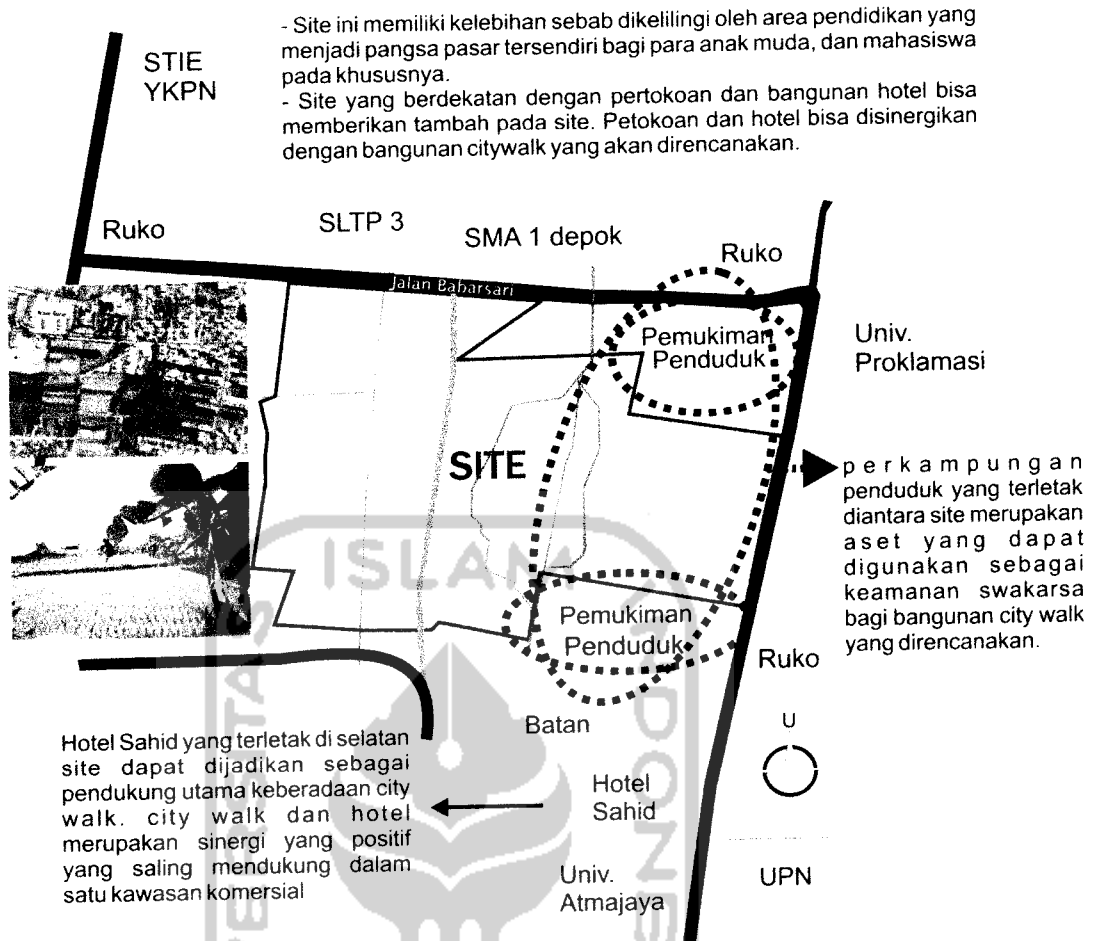 - Site ini memiliki kelebihan sebab dikelilingi oleh area pendidikan yang
menjadi pangsa pasar tersendiri bagi para anak muda, dan mahasiswa
pada khususnya.
- Site yang berdekatan dengan pertokoan dan bangunan hotel bisa
memberikan tambah pada site. Petokoan dan hotel bisa disinergikan
dengan bangunan citywalk yang akan direncanakan.
STIE
YKPN
Ruko
SLTP 3
SMA 1 depok
Ruko
Jalan Babarsari
Pemukiman
Penduduk
Univ.
Proklamasi
SITE
perkampungan
penduduk yang terletak
diantara site merupakan
aset yang dapat
digunakan sebagai
keamanan swakarsa
bagi bangunan city walk
yang direncanakan.
ISLAM
Pemukiman
Penduduk
Ruko
Batan
U
Hotel Sahid yang terletak di selatan
site dapat dijadikan sebagai
pendukung utama keberadaan city
walk. city walk dan hotel
merupakan sinergi yang positif
yang saling mendukung dalam
satu kawasan komersial
Hotel
Sahid
Univ.
Atmajaya
UPN